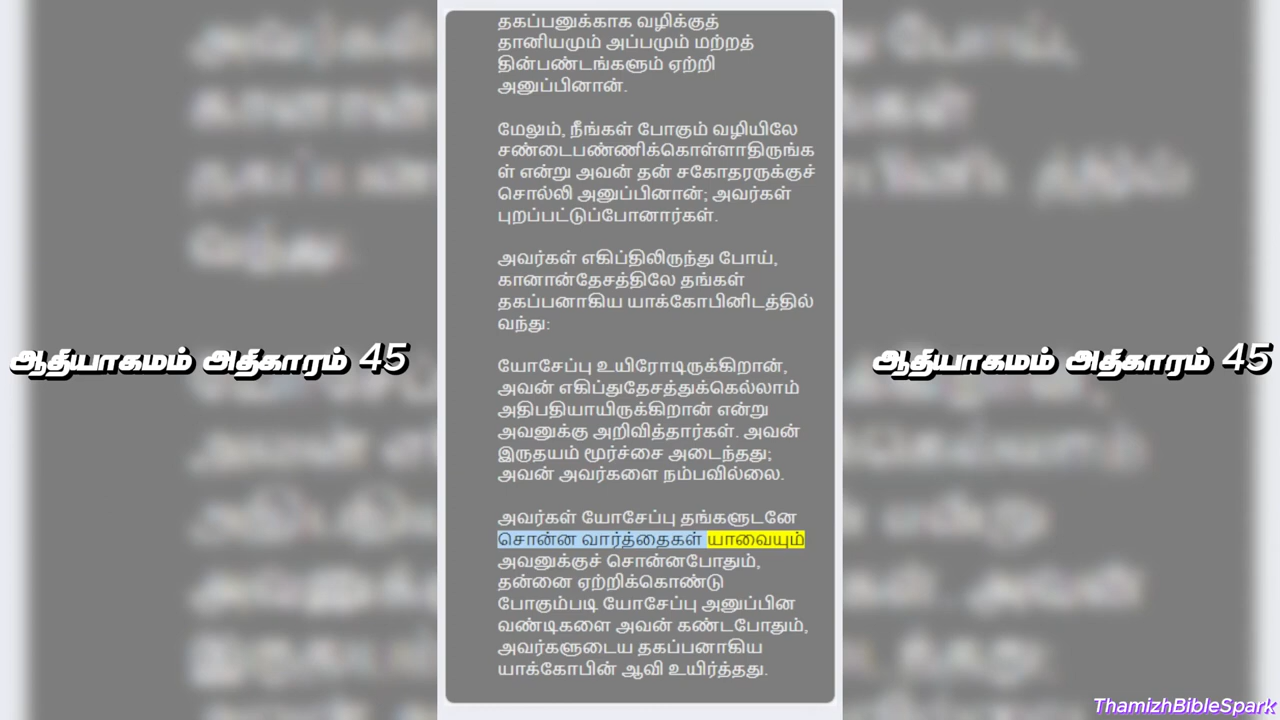 தகப்பனுக்காக வழிக்குத்
தானியமும் அப்பமும் மற்றத்
தின்பண்டங்களும் ஏற்றி
அனுப்பினான்.
மேலும், நீங்கள் போகும் வழியிலே
சண்டைபண்ணிக்கொள்ளாதிருங்க
ள் என்று அவன் தன் சகோதரருக்குச்
சொல்லி அனுப்பினான்; அவர்கள்
புறப்பட்டுப்போனார்கள்.
அவர்கள் எகிப்திலிருந்து போய்,
கானான்தேசத்திலே தங்கள்
தகப்பனாகிய யாக்கோபினிடத்தில்
வந்து:
யோசேப்பு உயிரோடிருக்கிறான்,
அவன் எகிப்துதேசத்துக்கெல்லாம்
அதிபதியாயிருக்கிறான் என்று
அவனுக்கு அறிவித்தார்கள். அவன்
இருதயம் மூர்ச்சை அடைந்தது;
அவன் அவர்களை நம்பவில்லை.
அவர்கள் யோசேப்பு தங்களுடனே
சொன்ன வார்த்தைகள் யாவையும்
அவனுக்குச் சொன்னபோதும்,
தன்னை ஏற்றிக்கொண்டு
போகும்படி யோசேப்பு அனுப்பின
வண்டிகளை அவன் கண்டபோதும்,
அவர்களுடைய தகப்பனாகிய
யாக்கோபின் ஆவி உயிர்த்தது.
ஆதியாகமம் அதிகாரம் 45
ஆதியாகமம் அதிகாரம் 45
ThamizhBibleSpark